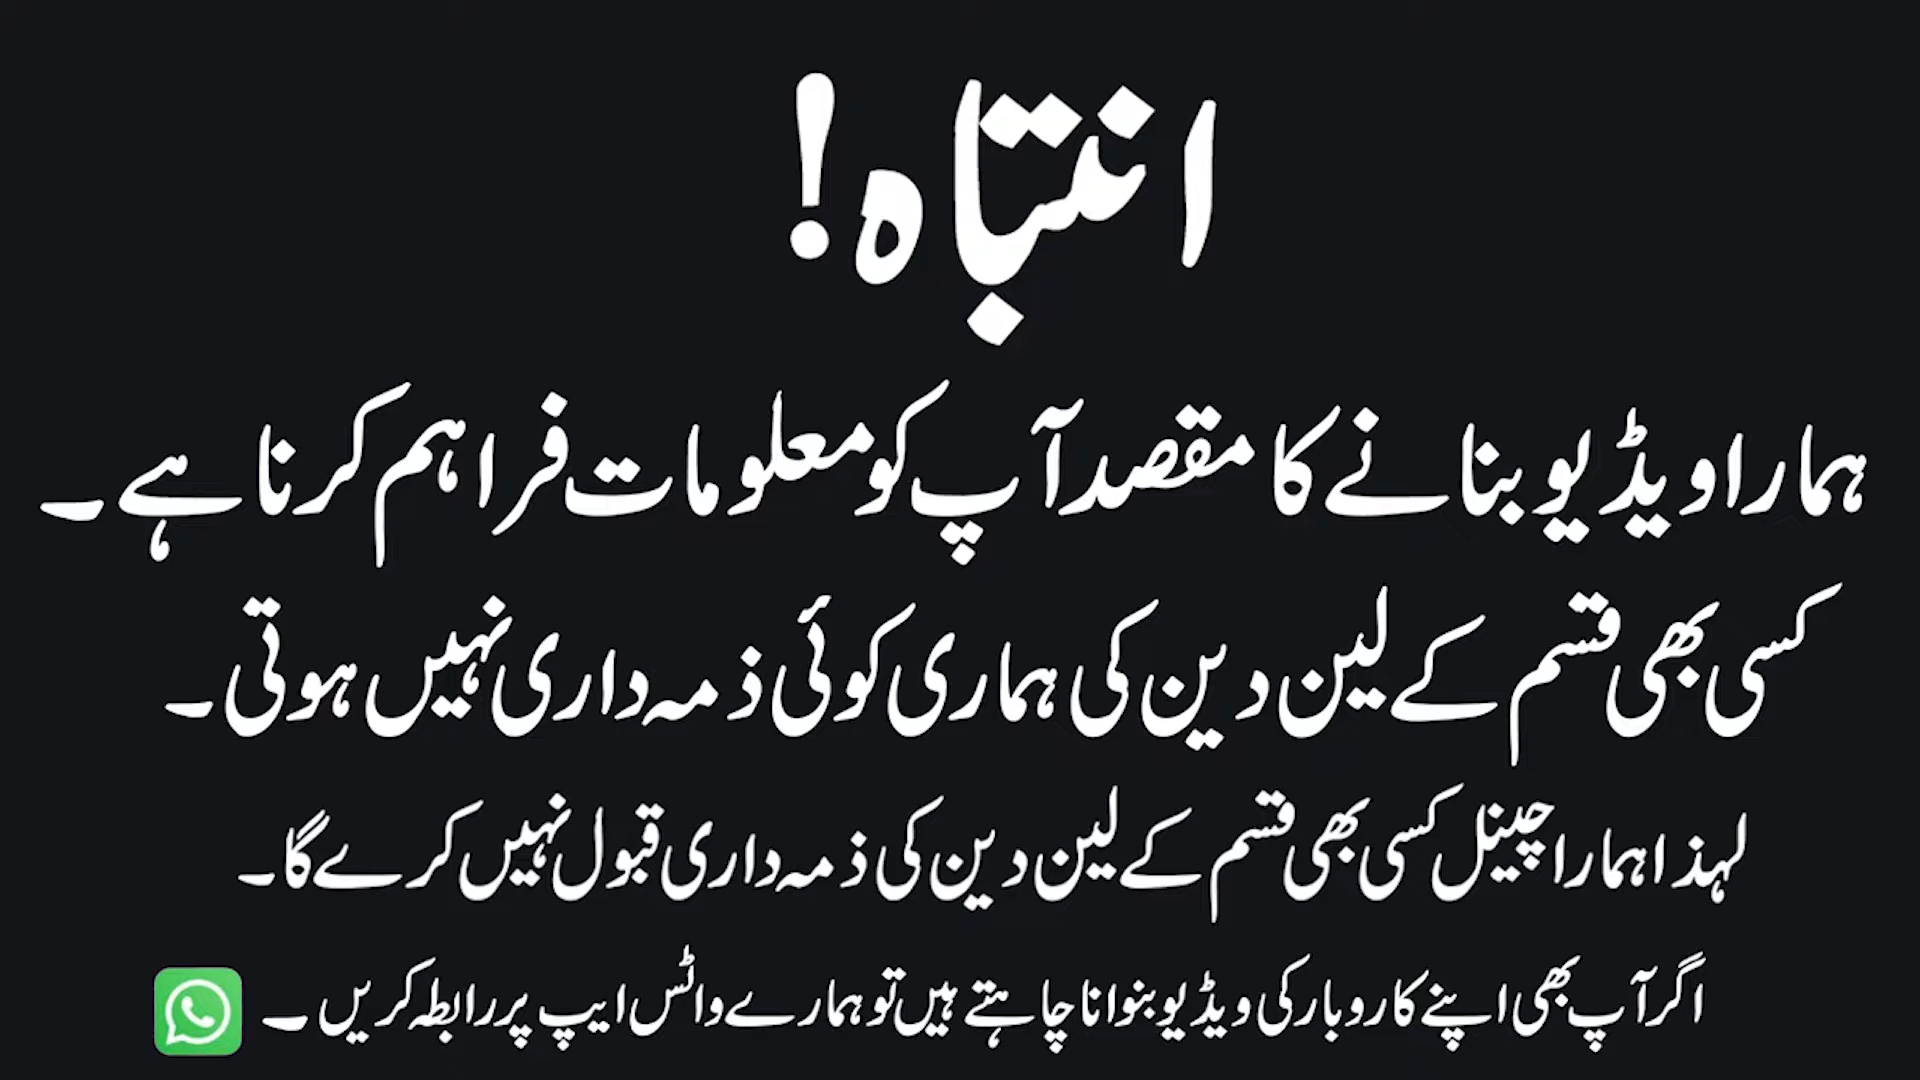 انتباہ!
ہمارا ویڈیو بنانے کا مقصد آپ کو معلومات فراہم کرنا ہے۔
کسی بھی قسم کے لین دین کی ہماری کوئی ذمہ داری نہیں ہوتی۔
لہذا ہمارا چینل کسی بھی قسم کے لین دین کی ذمہ داری قبول نہیں کرے گا۔
اگر آپ بھی اپنے کاروبار کی ویڈیو بنوانا چاہتے ہیں تو ہمارے واٹس ایپ پر رابطہ کریں۔